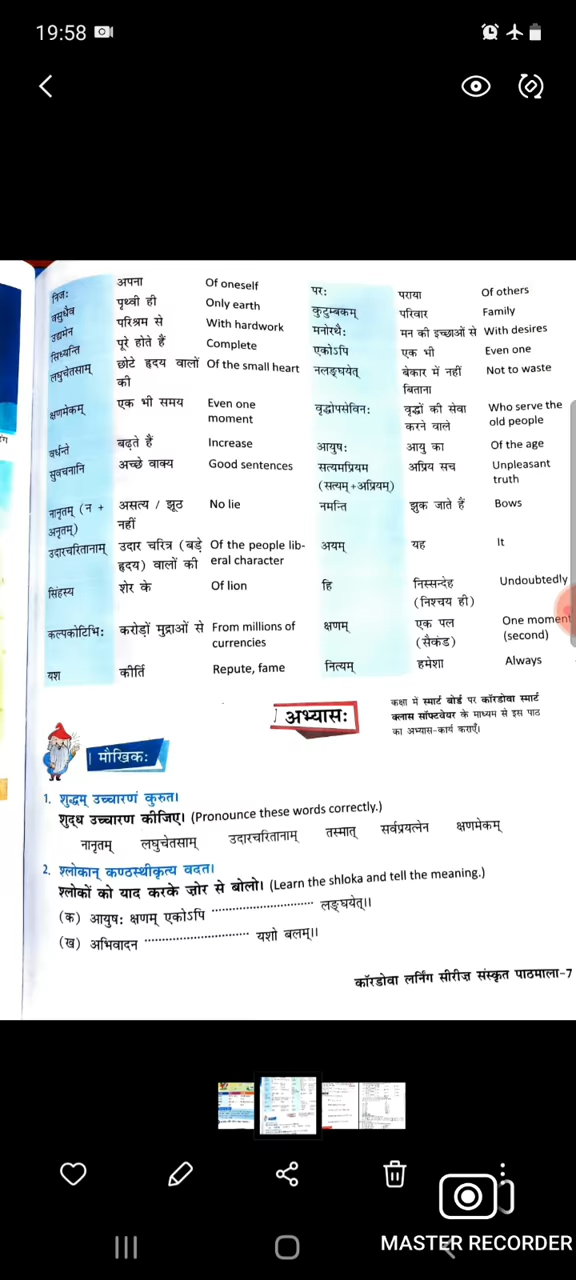 19:58
निजः अपना Of oneself परः पराया Of others
वसुधैव पृथ्वी ही Only earth कुटुम्बकम् परिवार Family
उद्यमेन परिश्रम से With hardwork मनोरथैः मन की इच्छाओं से With desires
सिध्यन्ति पूरे होते हैं Complete एकोऽपि एक भी Even one
लघुचेतसाम् छोटे हृदय वालों Of the small heart नलङ्घयेत् बेकार में नहीं Not to waste
की बिताना
क्षणमेकम् एक भी समय Even one वृद्धोपसेविनः वृद्धों की सेवा Who serve the
moment करने वाले old people
वर्धन्ते बढ़ते हैं Increase आयुषः आयु का Of the age
सुवचनानि अच्छे वाक्य Good sentences सत्यमप्रियम अप्रिय सच Unpleasant
(सत्यम्+अप्रियम्) truth
नानृतम् (न + असत्य / झूठ No lie नमन्ति झुक जाते हैं Bows
अनृतम्) नहीं
उदारचरितानाम् उदार चरित्र (बड़े Of the people lib- अयम् यह It
हृदय) वालों की eral character
सिंहस्य शेर के Of lion हि निस्सन्देह Undoubtedly
(निश्चय ही)
कल्पकोटिभिः करोड़ों मुद्राओं से From millions of क्षणम् एक पल One moment
currencies (सैकंड) (second)
यश कीर्ति Repute, fame नित्यम् हमेशा Always
अभ्यासः
कक्षा में स्मार्ट बोर्ड पर कॉरडोवा स्मार्ट
क्लास सॉफ्टवेयर के माध्यम से इस पाठ
का अभ्यास-कार्य कराएँ।
मौखिकः
1. शुद्धम् उच्चारणं कुरुत।
शुद्ध उच्चारण कीजिए। (Pronounce these words correctly.)
नानृतम् लघुचेतसाम् उदारचरितानाम् तस्मात् सर्वप्रयत्नेन क्षणमेकम्
2. श्लोकान् कण्ठस्थीकृत्य वदत।
श्लोकों को याद करके ज़ोर से बोलो। (Learn the shloka and tell the meaning.)
(क) आयुषः क्षणम् एकोऽपि ............................ लङ्घयेत्।।
(ख) अभिवादन ............................ यशो बलम्।।
कॉरडोवा लर्निंग सीरीज़ संस्कृत पाठमाला-7
MASTER RECORDER